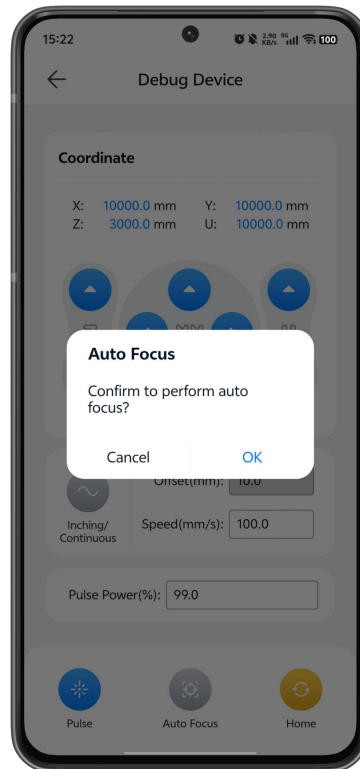 15:22
2.90 KB/s 5G 100
Debug Device
Coordinate
X: 10000.0 mm Y: 10000.0 mm
Z: 3000.0 mm U: 10000.0 mm
Auto Focus
Confirm to perform auto
focus?
Cancel OK
Offset(mm): 10.0
Inching/
Continuous
Speed(mm/s): 100.0
Pulse Power(%): 99.0
Pulse Auto Focus Home